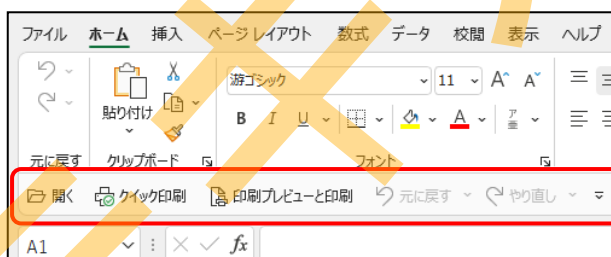 ファイル ホーム 挿入 ページ レイアウト 数式 データ 校閲 表示 ヘルプ
游ゴシック 11 A^ A˅
貼り付け B I U A ア亜
元に戻す クリップボード フォント
開く クイック印刷 印刷プレビューと印刷 元に戻す やり直し
A1 fx